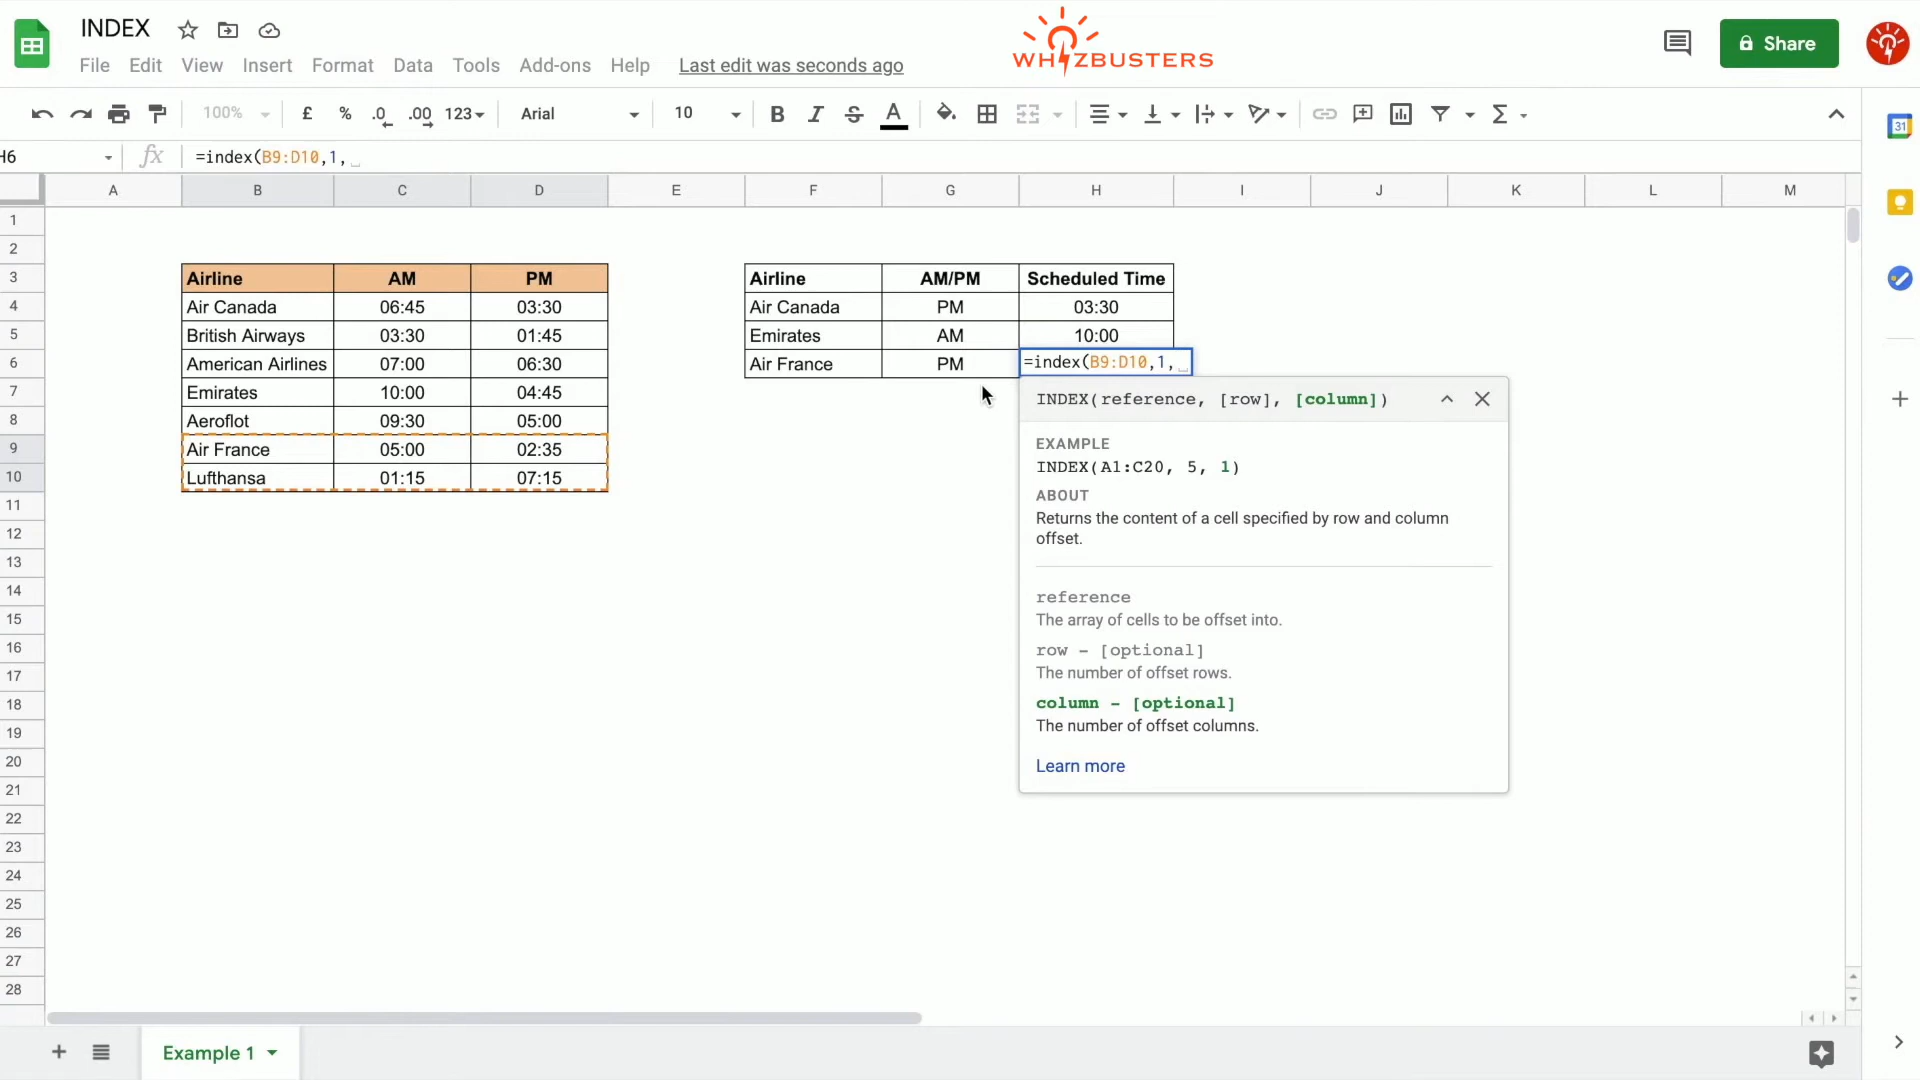 INDEX
WHIZBUSTERS
Share
File Edit View Insert Format Data Tools Add-ons Help Last edit was seconds ago
100% £ % .0 .00 123 Arial 10 B I S A
31
H6 fx =index(B9:D10,1,
A B C D E F G H I J K L M
1
2
3 Airline AM PM Airline AM/PM Scheduled Time
4 Air Canada 06:45 03:30 Air Canada PM 03:30
5 British Airways 03:30 01:45 Emirates AM 10:00
6 American Airlines 07:00 06:30 Air France PM =index(B9:D10,1,
7 Emirates 10:00 04:45
8 Aeroflot 09:30 05:00
9 Air France 05:00 02:35
10 Lufthansa 01:15 07:15
INDEX(reference, [row], [column])
EXAMPLE
INDEX(A1:C20, 5, 1)
ABOUT
Returns the content of a cell specified by row and column
offset.
reference
The array of cells to be offset into.
row - [optional]
The number of offset rows.
column - [optional]
The number of offset columns.
Learn more
11
12
13
14
15
16
17
18
19
20
21
22
23
24
25
26
27
28
Example 1